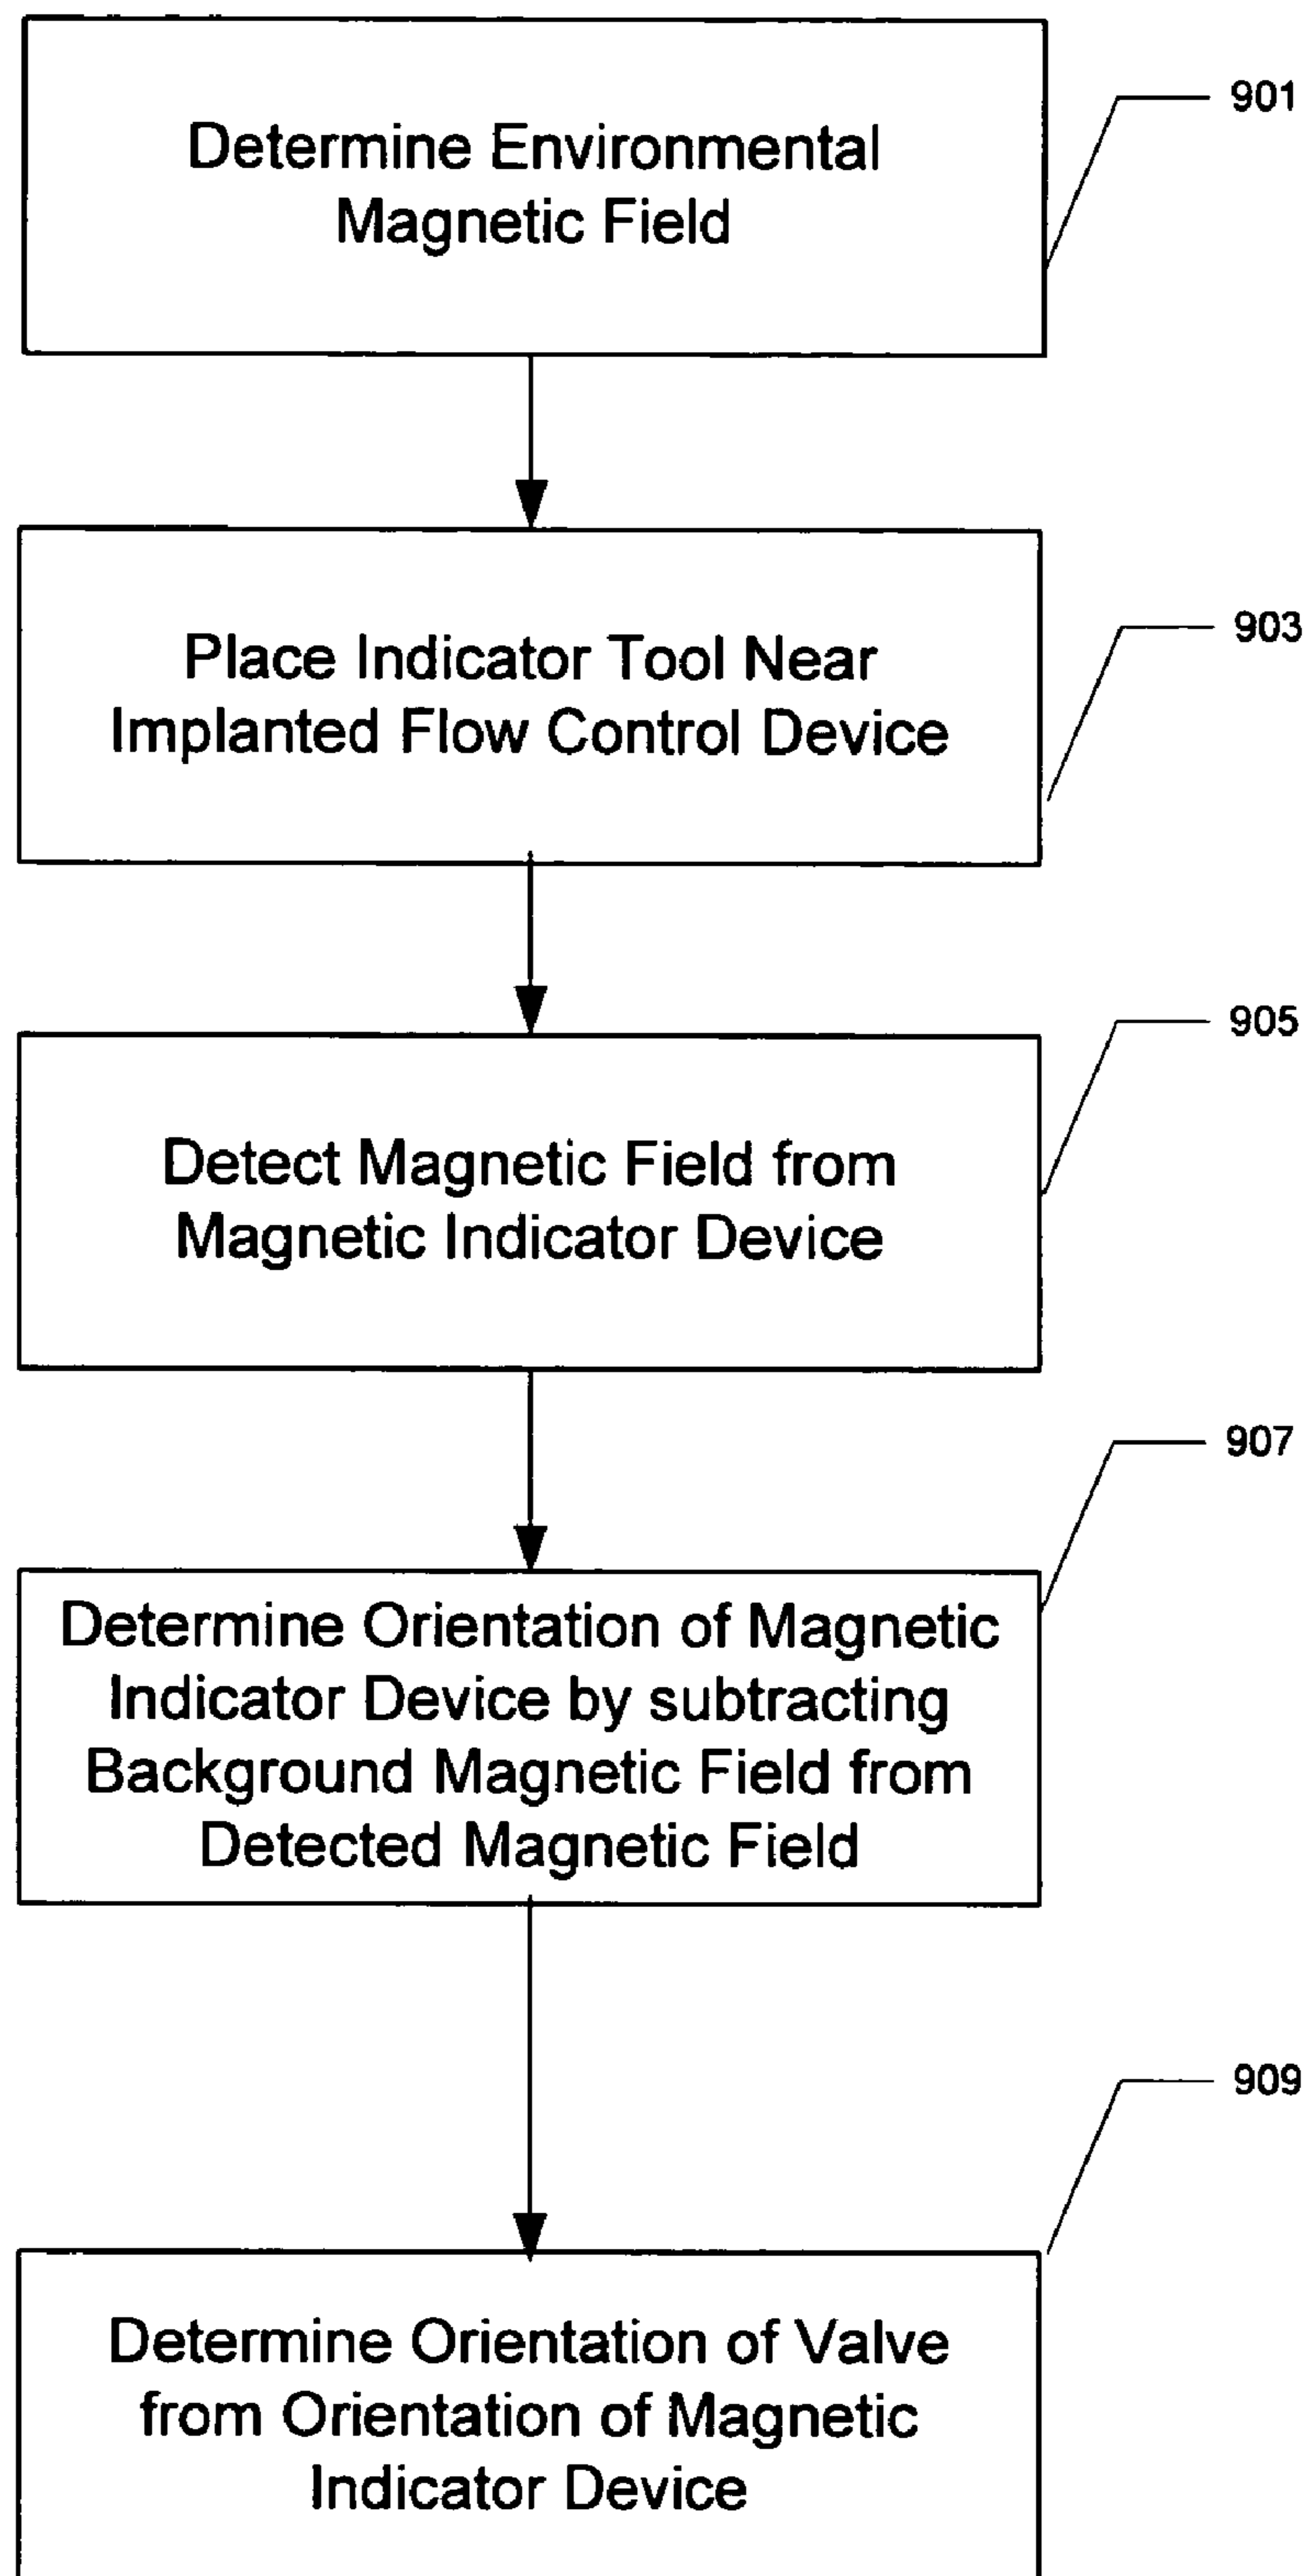 Determine Environmental
Magnetic Field
901
Place Indicator Tool Near
Implanted Flow Control Device
903
Detect Magnetic Field from
Magnetic Indicator Device
905
Determine Orientation of Magnetic
Indicator Device by subtracting
Background Magnetic Field from
Detected Magnetic Field
907
Determine Orientation of Valve
from Orientation of Magnetic
Indicator Device
909